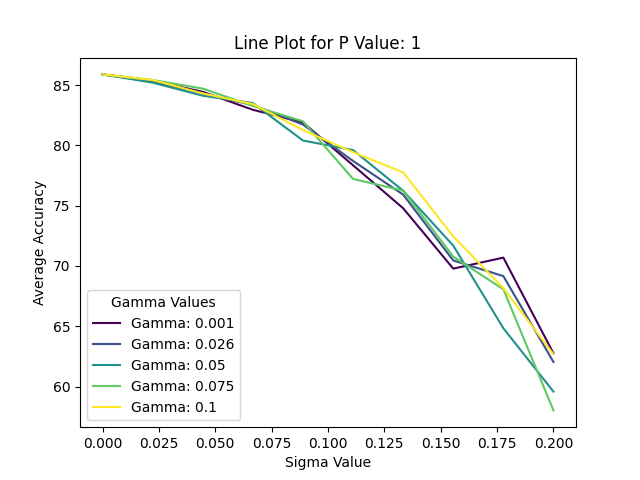 Line Plot for P Value: 1
Average Accuracy
85
80
75
70
65
60
Gamma Values
Gamma: 0.001
Gamma: 0.026
Gamma: 0.05
Gamma: 0.075
Gamma: 0.1
0.000 0.025 0.050 0.075 0.100 0.125 0.150 0.175 0.200
Sigma Value